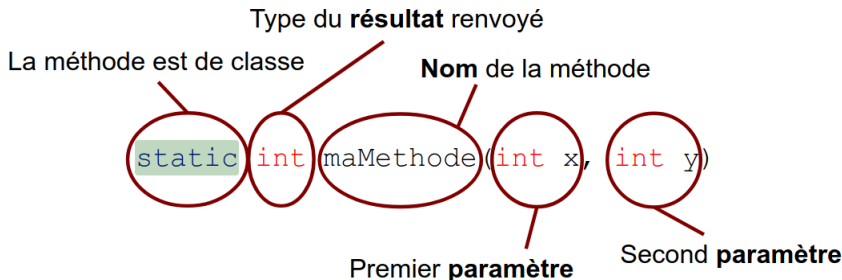 Type du résultat renvoyé
La méthode est de classe
Nom de la méthode
static int maMethode(int x, int y)
Premier paramètre
Second paramètre